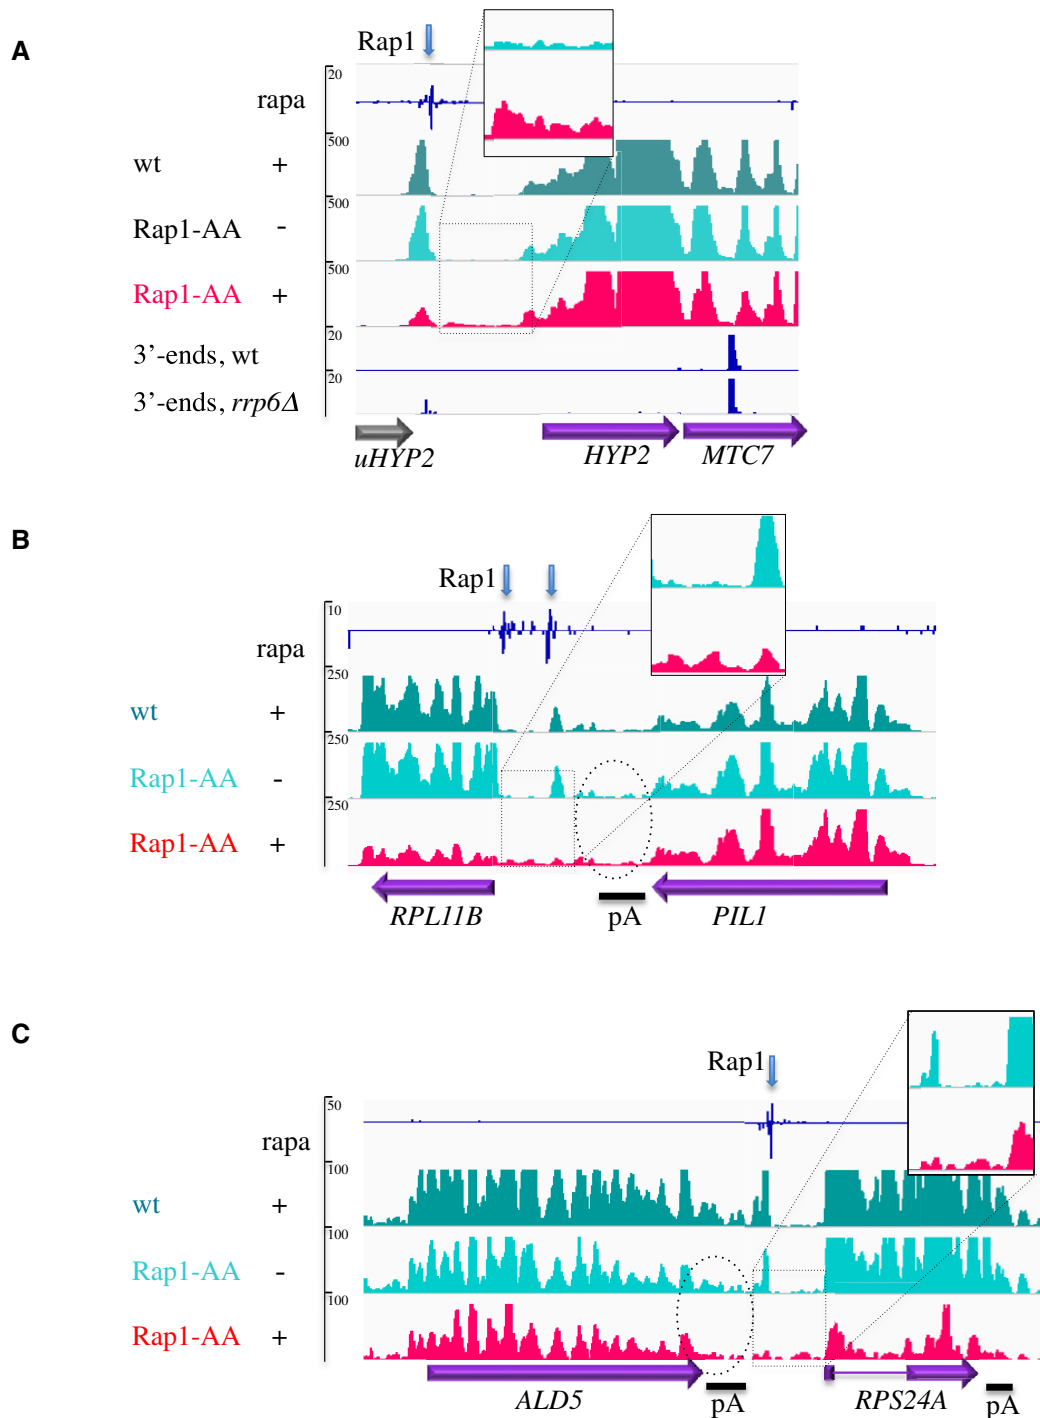 A
Rap1
20
rapa
500
wt +
500
Rap1-AA -
500
Rap1-AA +
20
3'-ends, wt
20
3'-ends, rrp6Δ
uHYP2 HYP2 MTC7
B
Rap1
10
rapa
250
wt +
250
Rap1-AA -
250
Rap1-AA +
RPL11B pA PIL1
C
Rap1
50
rapa
100
wt +
100
Rap1-AA -
100
Rap1-AA +
ALD5 pA RPS24A pA